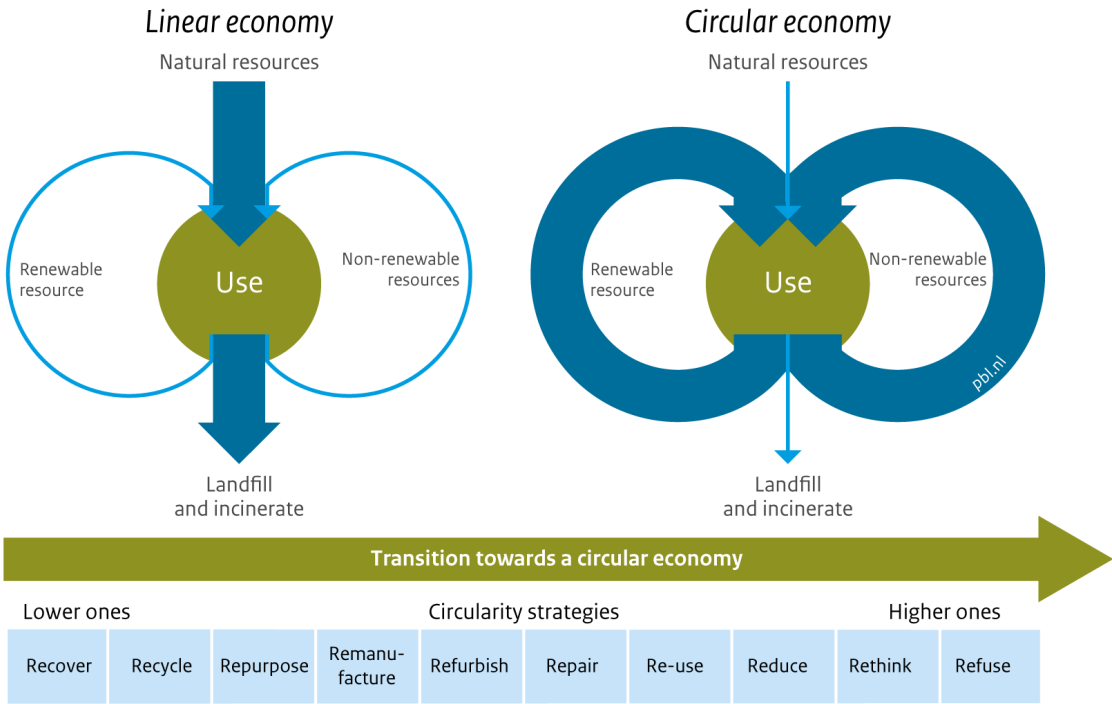 Linear economy
Natural resources
Renewable
resource
Use
Non-renewable
resources
Landfill
and incinerate
Circular economy
Natural resources
Renewable
resource
Use
Non-renewable
resources
pbl.nl
Landfill
and incinerate
Transition towards a circular economy
Lower ones
Circularity strategies
Higher ones
Recover
Recycle
Repurpose
Remanu-
facture
Refurbish
Repair
Re-use
Reduce
Rethink
Refuse